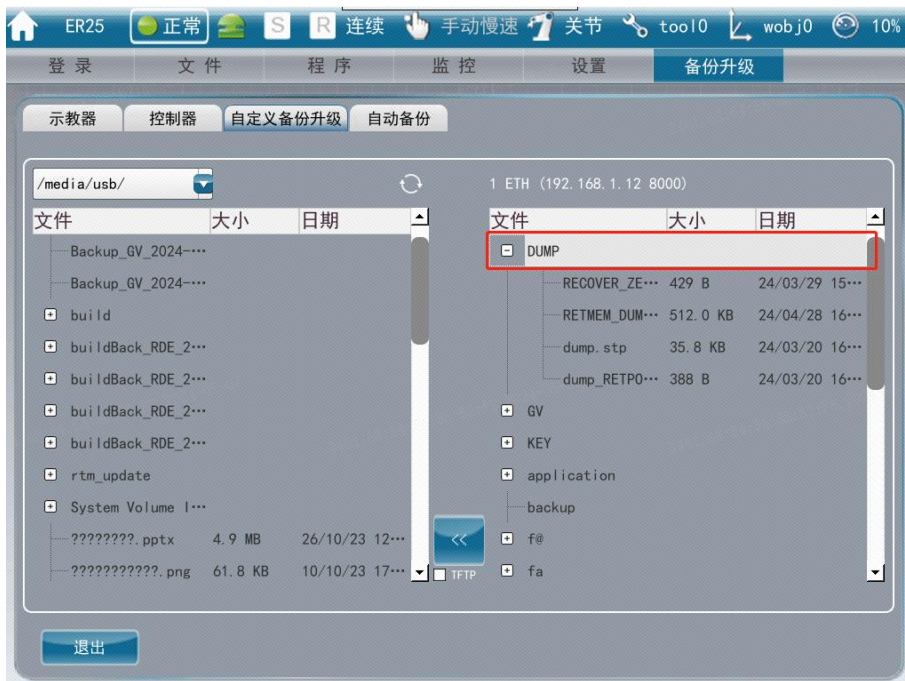 ER25 正常 S R 连续 手动慢速 关节 tool0 wobj0 10%
登录 文件 程序 监控 设置 备份升级
示教器 控制器 自定义备份升级 自动备份
/media/usb/ 1 ETH (192.168.1.12 8000)
文件 大小 日期 文件 大小 日期
Backup_GV_2024-··· DUMP
Backup_GV_2024-··· RECOVER_ZE··· 429 B 24/03/29 15···
build RETMEM_DUM··· 512.0 KB 24/04/28 16···
buildBack_RDE_2··· dump.stp 35.8 KB 24/03/20 16···
buildBack_RDE_2··· dump_RETPO··· 388 B 24/03/20 16···
buildBack_RDE_2··· GV
buildBack_RDE_2··· KEY
rtm_update application
System Volume I··· backup
????????.pptx 4.9 MB 26/10/23 12··· << f@
???????????.png 61.8 KB 10/10/23 17··· TFTP fa
退出